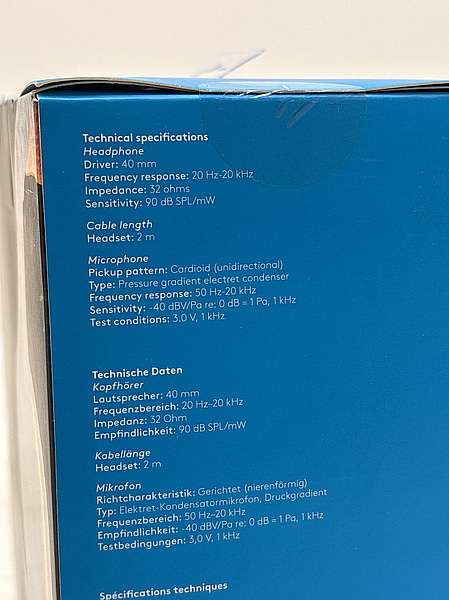 Technical specifications
Headphone
Driver: 40 mm
Frequency response: 20 Hz-20 kHz
Impedance: 32 ohms
Sensitivity: 90 dB SPL/mW
Cable length
Headset: 2 m
Microphone
Pickup pattern: Cardioid (unidirectional)
Type: Pressure gradient electret condenser
Frequency response: 50 Hz-20 kHz
Sensitivity: -40 dBV/Pa re: 0 dB = 1 Pa, 1 kHz
Test conditions: 3.0 V, 1 kHz
Technische Daten
Kopfhörer
Lautsprecher: 40 mm
Frequenzbereich: 20 Hz–20 kHz
Impedanz: 32 Ohm
Empfindlichkeit: 90 dB SPL/mW
Kabellänge
Headset: 2 m
Mikrofon
Richtcharakteristik: Gerichtet (nierenförmig)
Typ: Elektret-Kondensatormikrofon, Druckgradient
Frequenzbereich: 50 Hz–20 kHz
Empfindlichkeit: -40 dBV/Pa re: 0 dB = 1 Pa, 1 kHz
Testbedingungen: 3,0 V, 1 kHz
Spécifications techniques